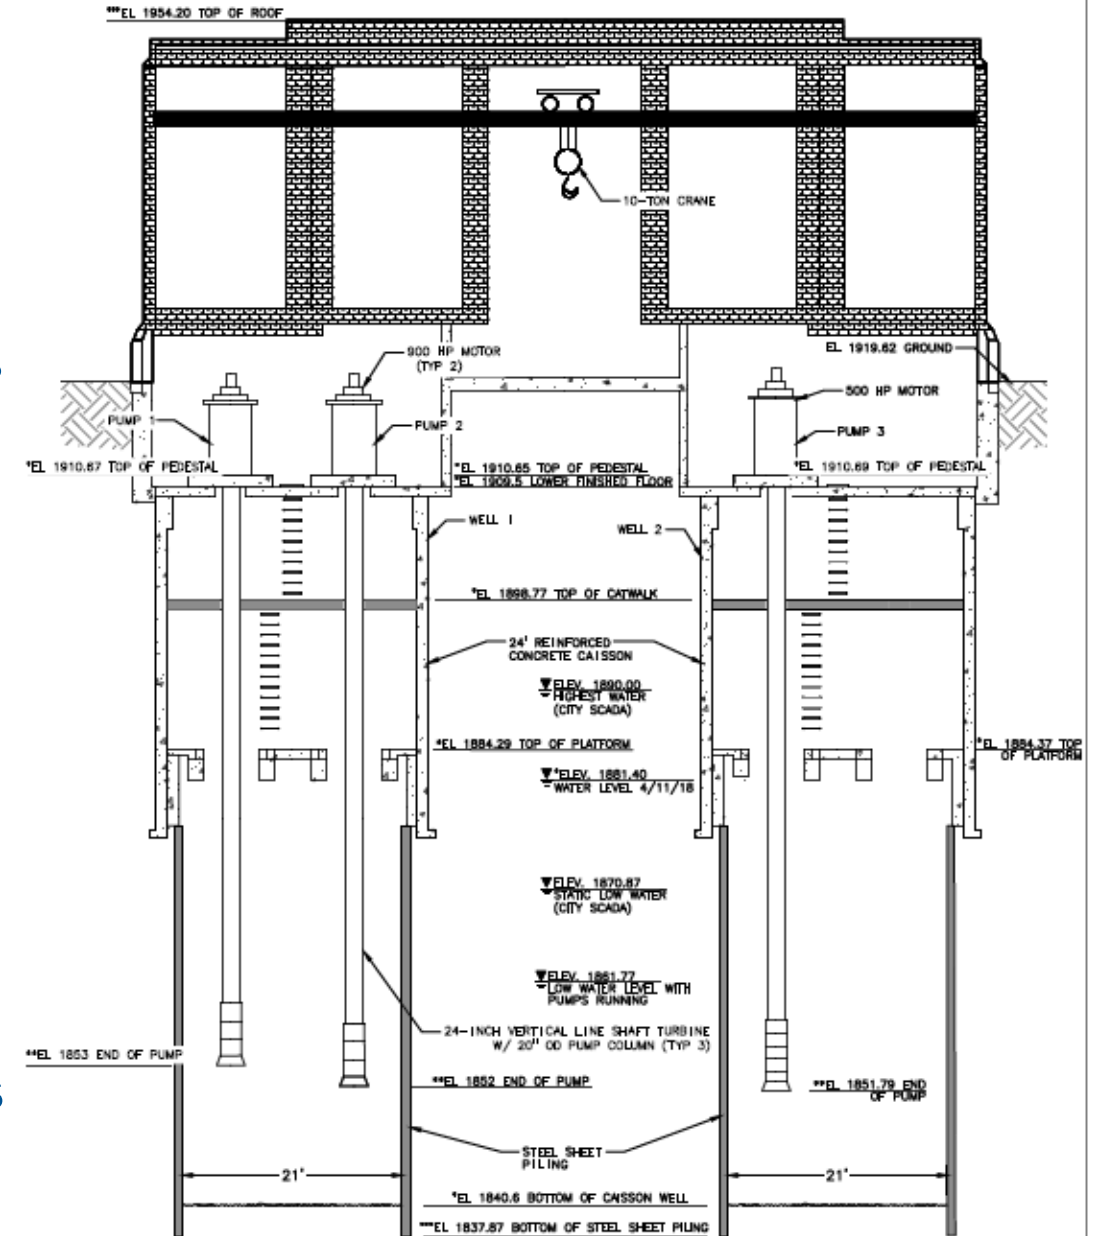 ***EL 1954.20 TOP OF ROOF
10-TON CRANE
900 HP MOTOR
(TYP 2)
EL 1919.62 GROUND
500 HP MOTOR
PUMP 1
PUMP 2
PUMP 3
*EL 1910.67 TOP OF PEDESTAL
*EL 1910.65 TOP OF PEDESTAL
*EL 1909.5 LOWER FINISHED FLOOR
*EL 1910.69 TOP OF PEDESTAL
WELL 1
WELL 2
*EL 1898.77 TOP OF CATWALK
24' REINFORCED
CONCRETE CAISSON
ELEV. 1890.00
HIGHEST WATER
(CITY SCADA)
*EL 1884.29 TOP OF PLATFORM
*EL 1884.37 TOP
OF PLATFORM
*ELEV. 1881.40
WATER LEVEL 4/11/18
ELEV. 1870.87
STATIC LOW WATER
(CITY SCADA)
ELEV. 1861.77
LOW WATER LEVEL WITH
PUMPS RUNNING
24-INCH VERTICAL LINE SHAFT TURBINE
W/ 20" OD PUMP COLUMN (TYP 3)
**EL 1853 END OF PUMP
**EL 1852 END OF PUMP
**EL 1851.79 END
OF PUMP
STEEL SHEET
PILING
21'
21'
*EL 1840.6 BOTTOM OF CAISSON WELL
***EL 1837.87 BOTTOM OF STEEL SHEET PILING